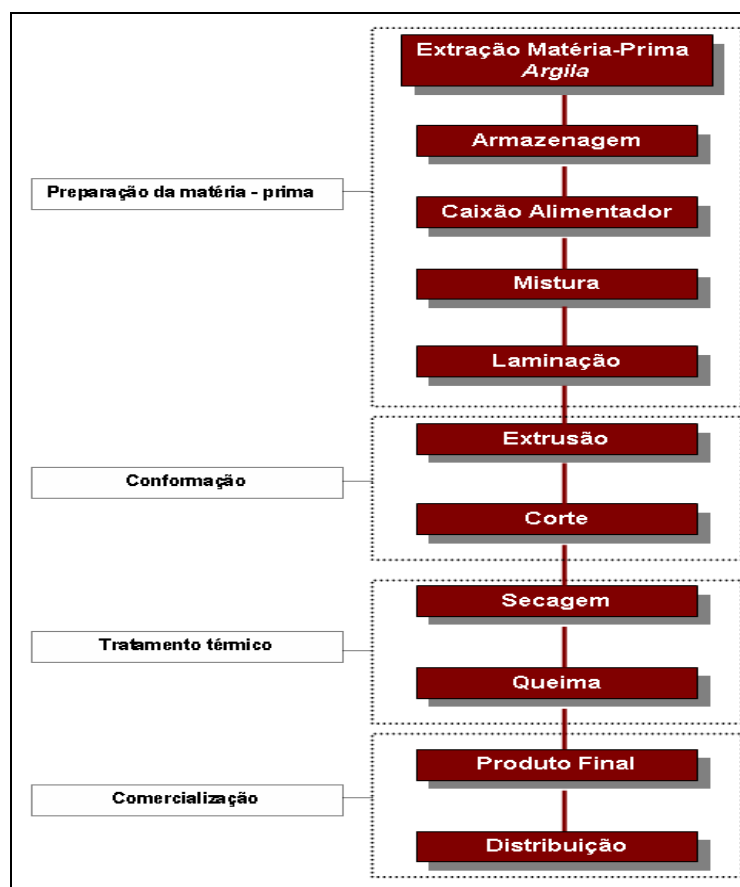 Extração Matéria-Prima
Argila
Armazenagem
Preparação da matéria - prima
Caixão Alimentador
Mistura
Laminação
Extrusão
Conformação
Corte
Secagem
Tratamento térmico
Queima
Produto Final
Comercialização
Distribuição